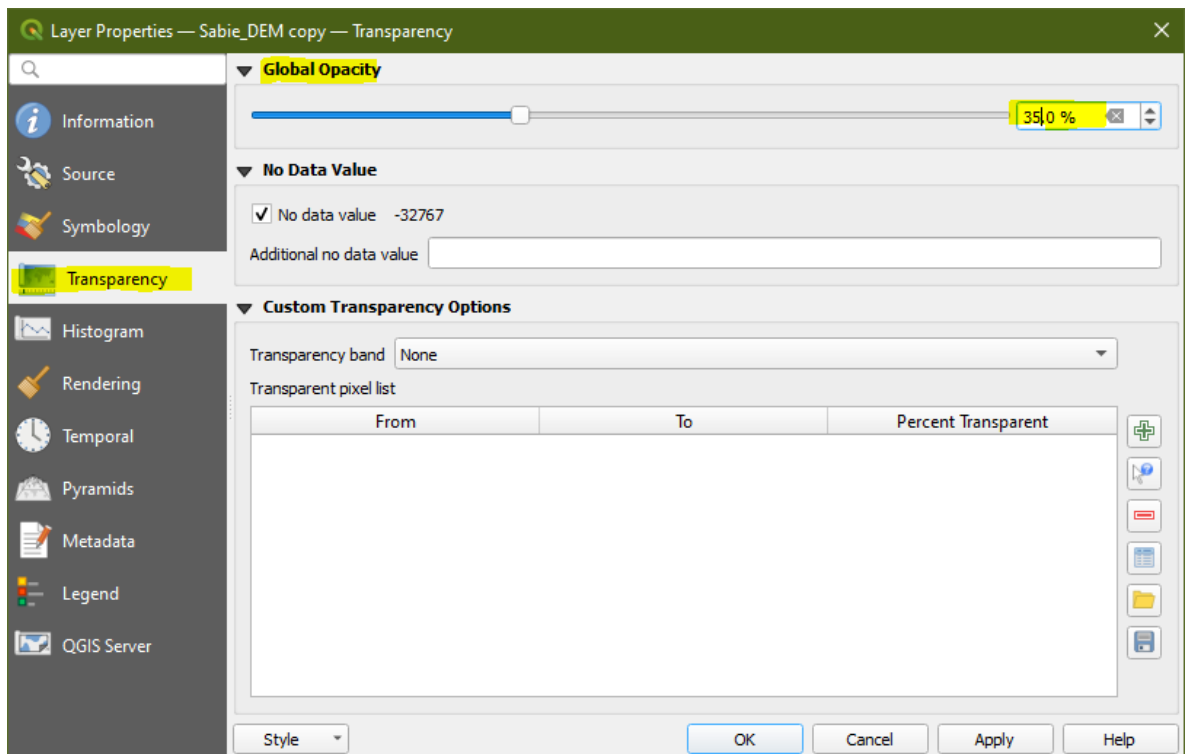 Layer Properties — Sabie_DEM copy — Transparency
Information
Source
Symbology
Transparency
Histogram
Rendering
Temporal
Pyramids
Metadata
Legend
QGIS Server
Global Opacity
35.0 %
No Data Value
No data value -32767
Additional no data value
Custom Transparency Options
Transparency band None
Transparent pixel list
From To Percent Transparent
Style OK Cancel Apply Help